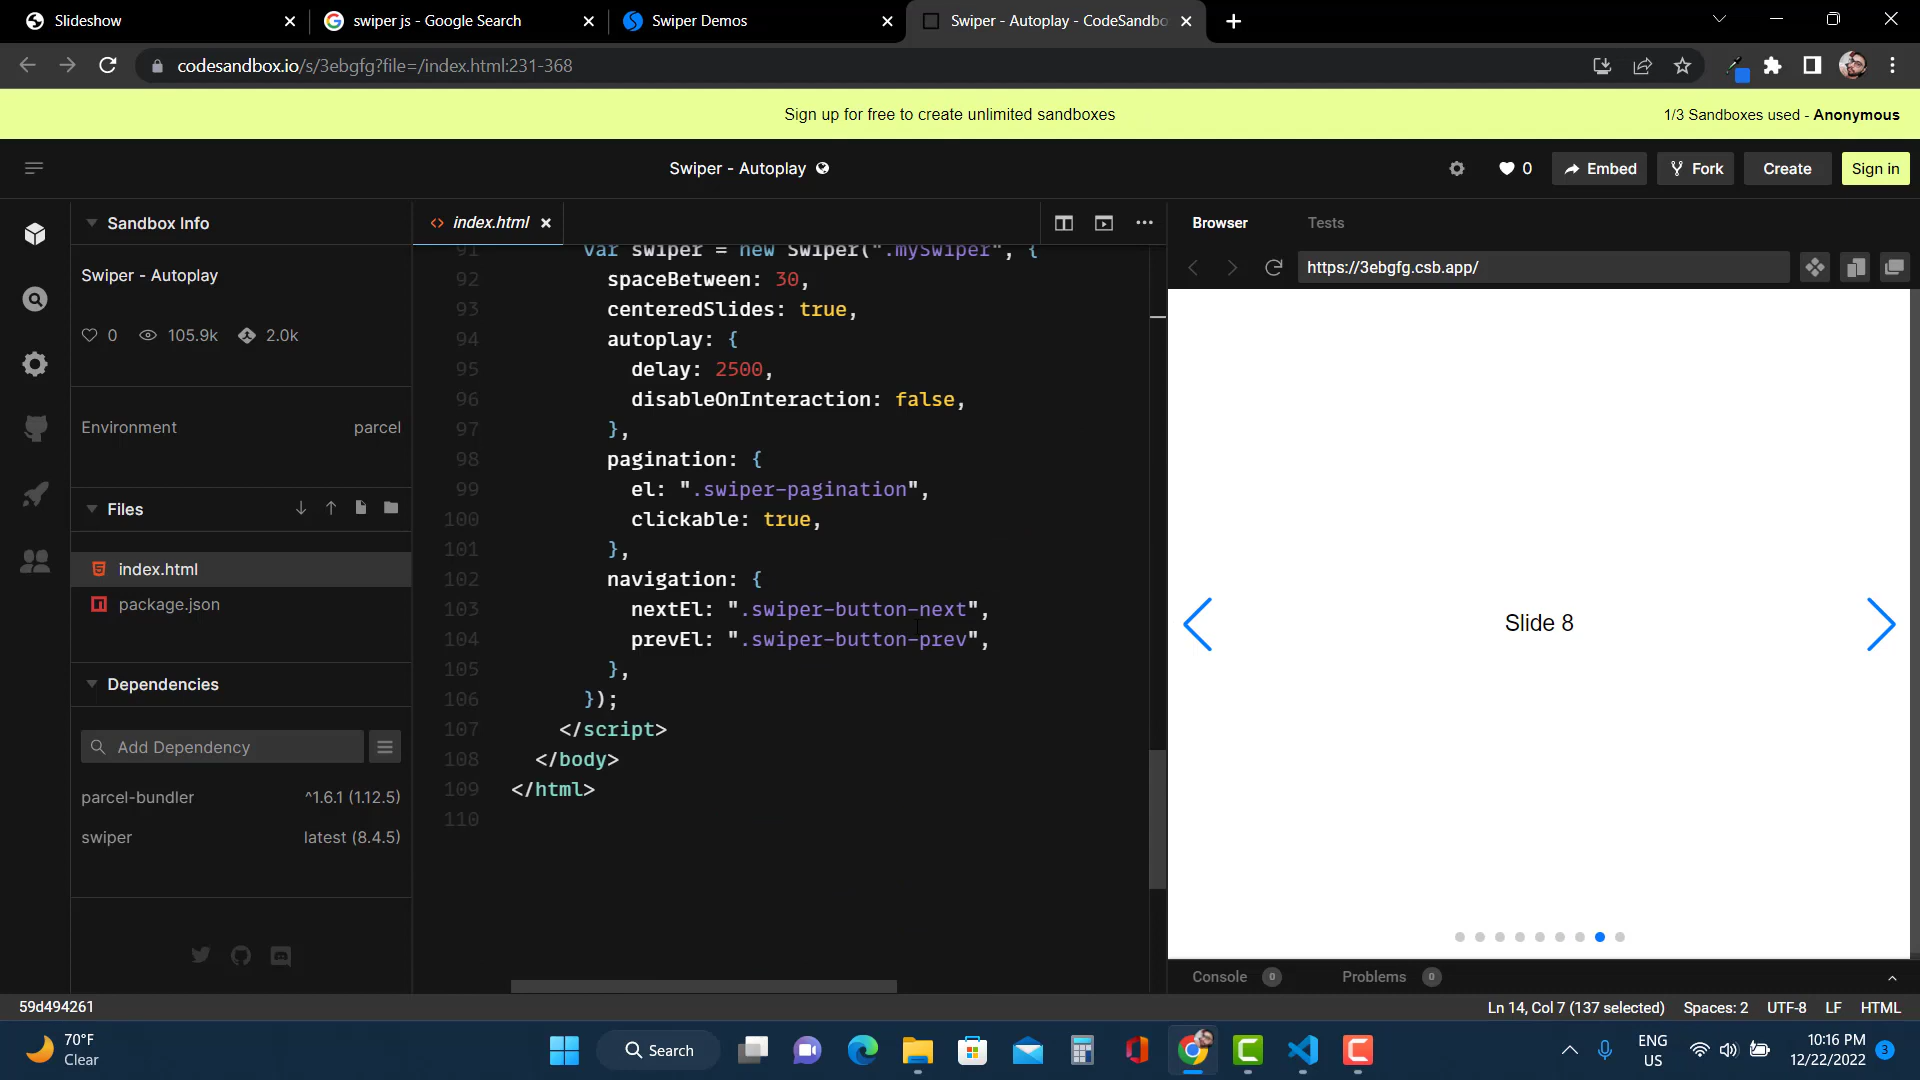 Slideshow
swiper js - Google Search
Swiper Demos
Swiper - Autoplay - CodeSandbo
codesandbox.io/s/3ebgfg?file=/index.html:231-368
Sign up for free to create unlimited sandboxes
1/3 Sandboxes used - Anonymous
Swiper - Autoplay
0
Embed
Fork
Create
Sign in
Sandbox Info
Swiper - Autoplay
0
105.9k
2.0k
Environment
parcel
Files
index.html
package.json
Dependencies
Add Dependency
parcel-bundler
^1.6.1 (1.12.5)
swiper
latest (8.4.5)
<> index.html
91 var swiper = new Swiper(".mySwiper", {
92 spaceBetween: 30,
93 centeredSlides: true,
94 autoplay: {
95 delay: 2500,
96 disableOnInteraction: false,
97 },
98 pagination: {
99 el: ".swiper-pagination",
100 clickable: true,
101 },
102 navigation: {
103 nextEl: ".swiper-button-next",
104 prevEl: ".swiper-button-prev",
105 },
106 });
107 </script>
108 </body>
109 </html>
110
Browser
Tests
https://3ebgfg.csb.app/
Slide 8
Console 0
Problems 0
59d494261
Ln 14, Col 7 (137 selected)
Spaces: 2
UTF-8
LF
HTML
70°F
Clear
Search
ENG
US
10:16 PM
12/22/2022
3